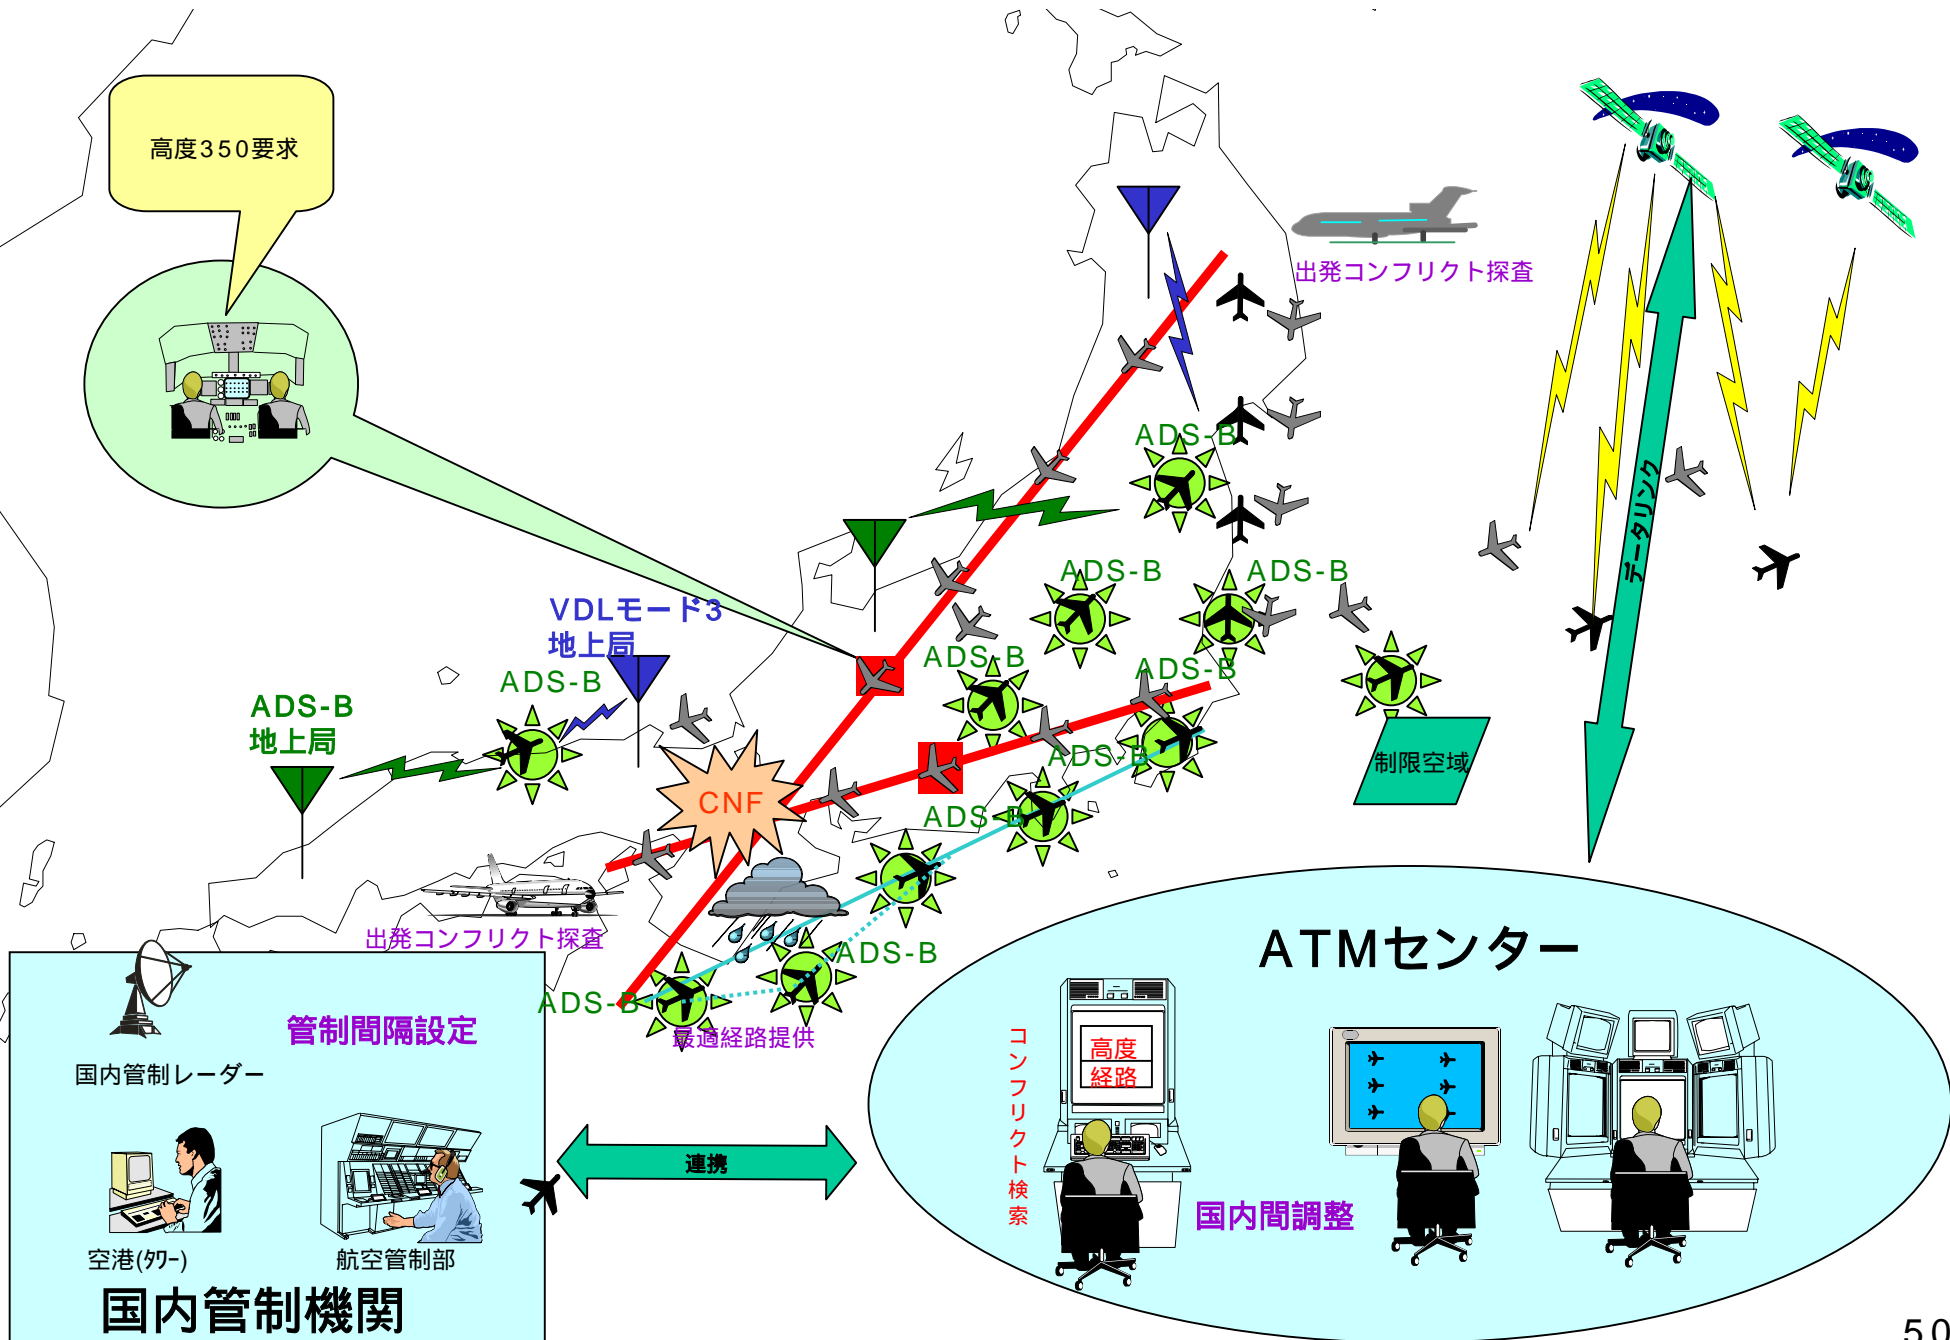 高度350要求
出発コンフリクト探査
ADS-B
ADS-B
ADS-B
VDLモード3
地上局
ADS-B
ADS-B
ADS-B
ADS-B
地上局
データリンク
制限空域
ADS-B
CNF
ADS-B
出発コンフリクト探査
ADS-B
ADS-B
最適経路提供
管制間隔設定
国内管制レーダー
空港(タワー)
航空管制部
国内管制機関
連携
ATMセンター
コンフリクト検索
高度
経路
国内間調整
50